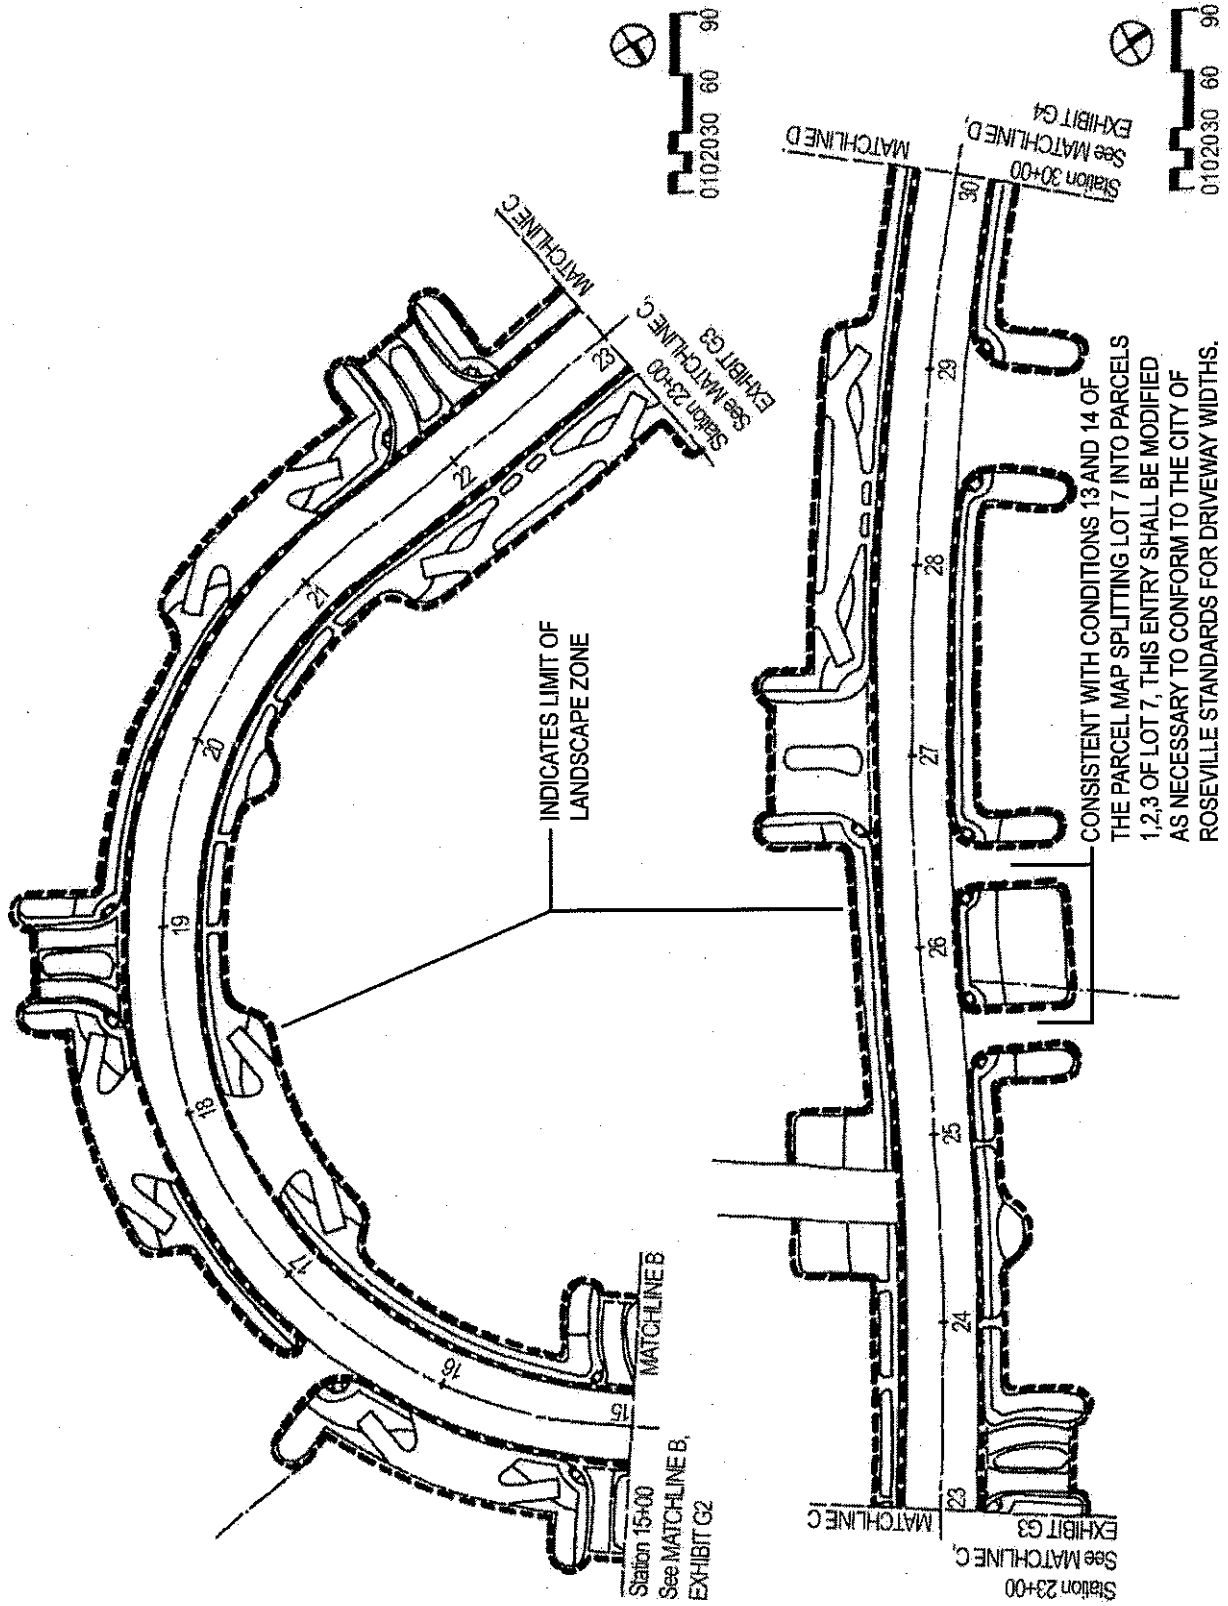 0102030 60 90
MATCHLINE C
Station 23+00
See MATCHLINE C,
EXHIBIT G3
23
22
21
20
19
18
17
16
15
INDICATES LIMIT OF
LANDSCAPE ZONE
MATCHLINE B
Station 15+00
See MATCHLINE B,
EXHIBIT G2
0102030 60 90
MATCHLINE D
Station 30+00
See MATCHLINE D,
EXHIBIT G4
30
29
28
27
26
25
24
23
CONSISTENT WITH CONDITIONS 13 AND 14 OF
THE PARCEL MAP SPLITTING LOT 7 INTO PARCELS
1,2,3 OF LOT 7, THIS ENTRY SHALL BE MODIFIED
AS NECESSARY TO CONFORM TO THE CITY OF
ROSEVILLE STANDARDS FOR DRIVEWAY WIDTHS.
MATCHLINE C
Station 23+00
See MATCHLINE C,
EXHIBIT G3